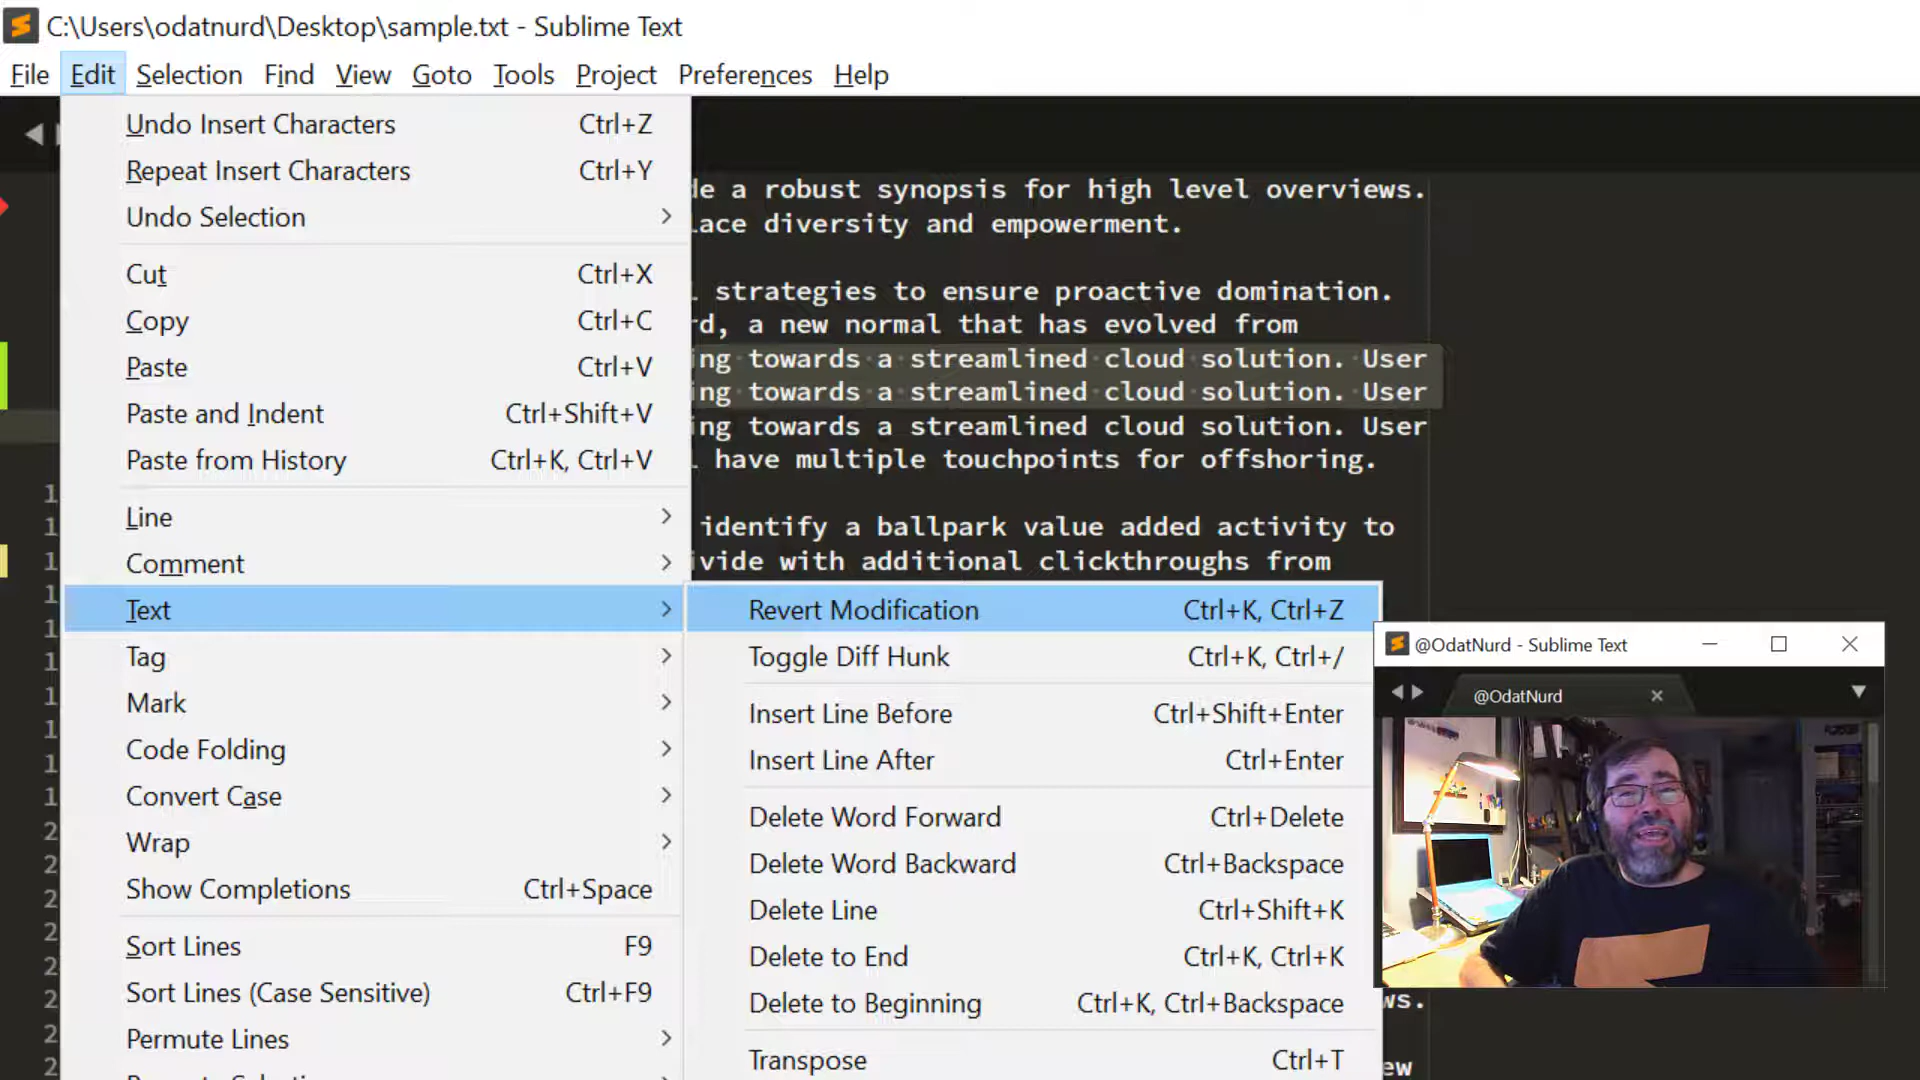 C:\Users\odatnurd\Desktop\sample.txt - Sublime Text
File Edit Selection Find View Goto Tools Project Preferences Help
Undo Insert Characters Ctrl+Z
Repeat Insert Characters Ctrl+Y
Undo Selection
Cut Ctrl+X
Copy Ctrl+C
Paste Ctrl+V
Paste and Indent Ctrl+Shift+V
Paste from History Ctrl+K, Ctrl+V
Line
Comment
Text
Tag
Mark
Code Folding
Convert Case
Wrap
Show Completions Ctrl+Space
Sort Lines F9
Sort Lines (Case Sensitive) Ctrl+F9
Permute Lines
a robust synopsis for high level overviews.
diversity and empowerment.
strategies to ensure proactive domination.
a new normal that has evolved from
towards a streamlined cloud solution. User
towards a streamlined cloud solution. User
towards a streamlined cloud solution. User
have multiple touchpoints for offshoring.
identify a ballpark value added activity to
with additional clickthroughs from
Revert Modification Ctrl+K, Ctrl+Z
Toggle Diff Hunk Ctrl+K, Ctrl+/
Insert Line Before Ctrl+Shift+Enter
Insert Line After Ctrl+Enter
Delete Word Forward Ctrl+Delete
Delete Word Backward Ctrl+Backspace
Delete Line Ctrl+Shift+K
Delete to End Ctrl+K, Ctrl+K
Delete to Beginning Ctrl+K, Ctrl+Backspace
Transpose Ctrl+T
@OdatNurd - Sublime Text
@OdatNurd